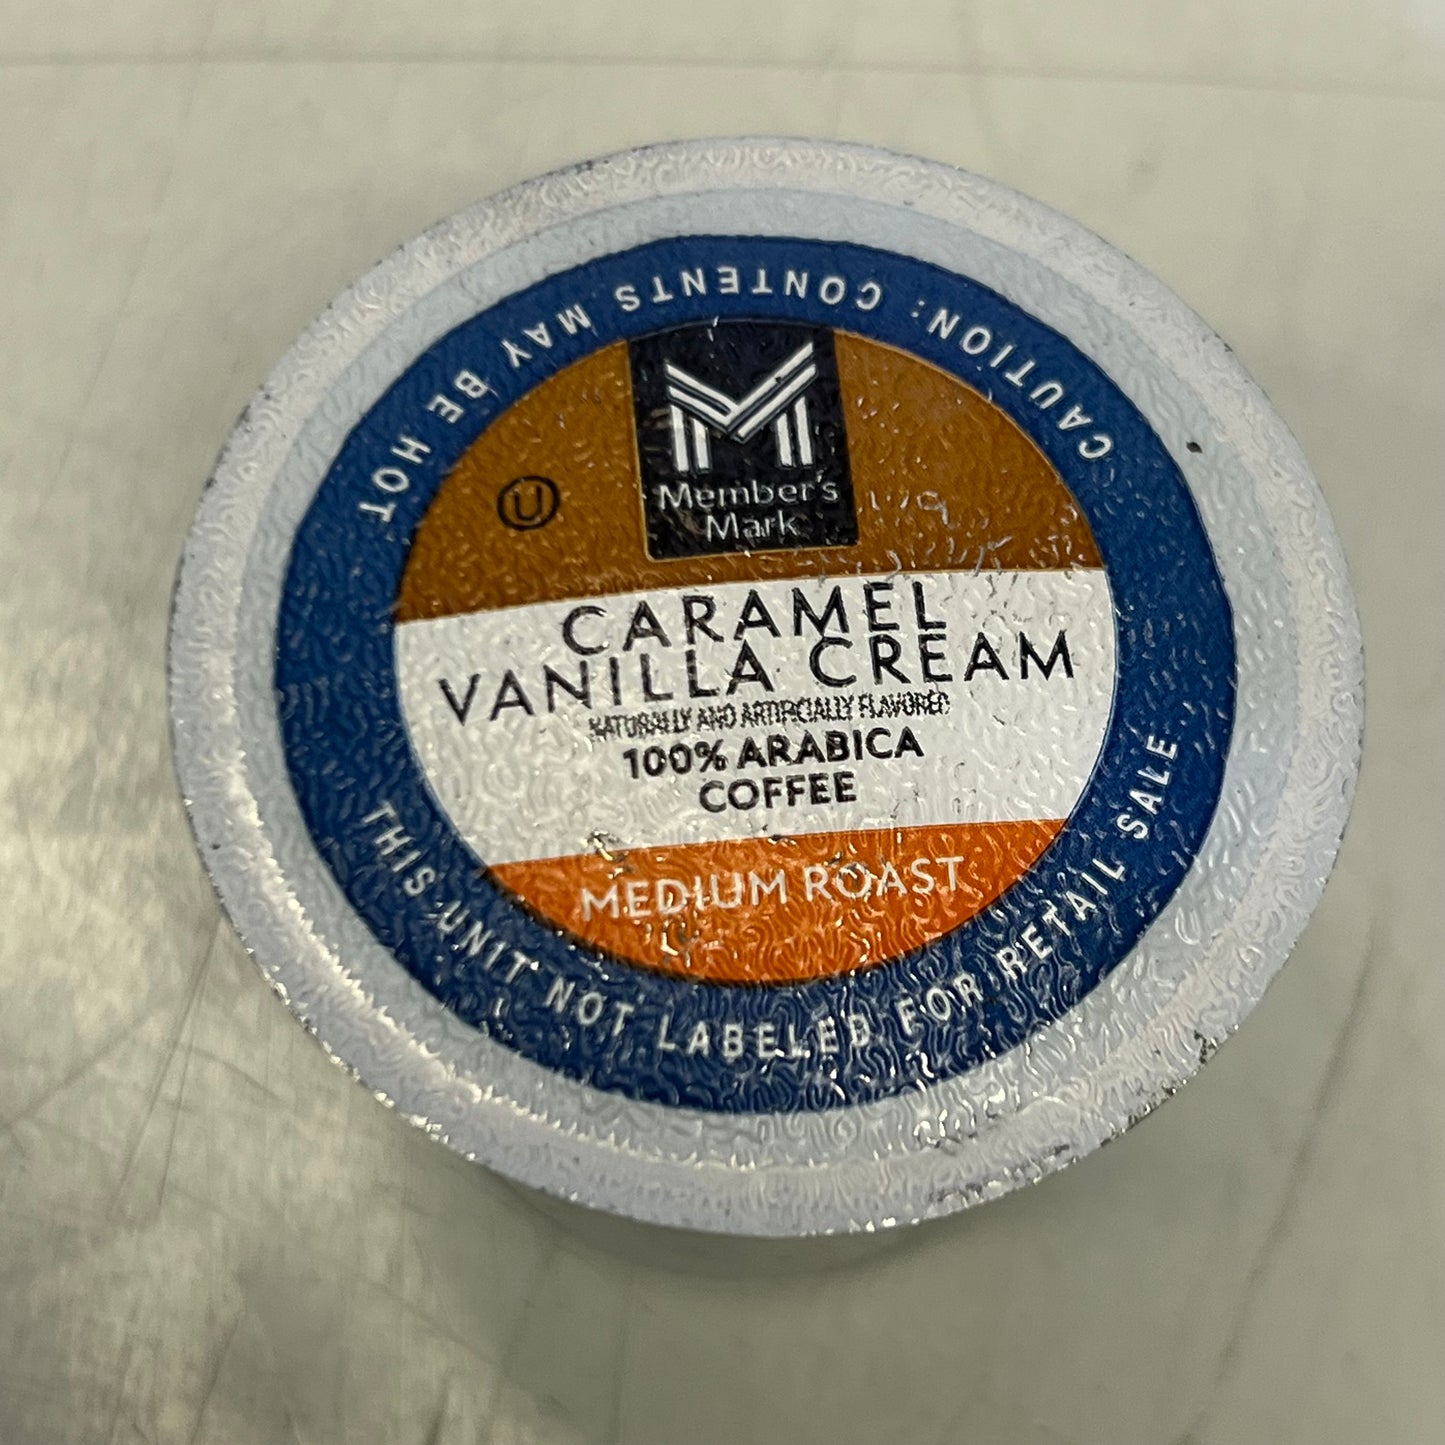 CAUTION: CONTENTS MAY BE HOT
U
Member's
Mark
CARAMEL
VANILLA CREAM
NATURALLY AND ARTIFICIALLY FLAVORED
100% ARABICA
COFFEE
MEDIUM ROAST
THIS UNIT NOT LABELED FOR RETAIL SALE